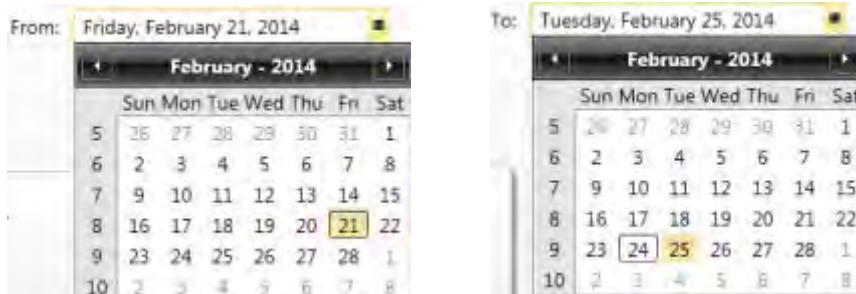 From: Friday, February 21, 2014
February - 2014
Sun Mon Tue Wed Thu Fri Sat
5 26 27 28 29 30 31 1
6 2 3 4 5 6 7 8
7 9 10 11 12 13 14 15
8 16 17 18 19 20 21 22
9 23 24 25 26 27 28 1
10 2 3 4 5 6 7 8
To: Tuesday, February 25, 2014
February - 2014
Sun Mon Tue Wed Thu Fri Sat
5 26 27 28 29 30 31 1
6 2 3 4 5 6 7 8
7 9 10 11 12 13 14 15
8 16 17 18 19 20 21 22
9 23 24 25 26 27 28 1
10 2 3 4 5 6 7 8